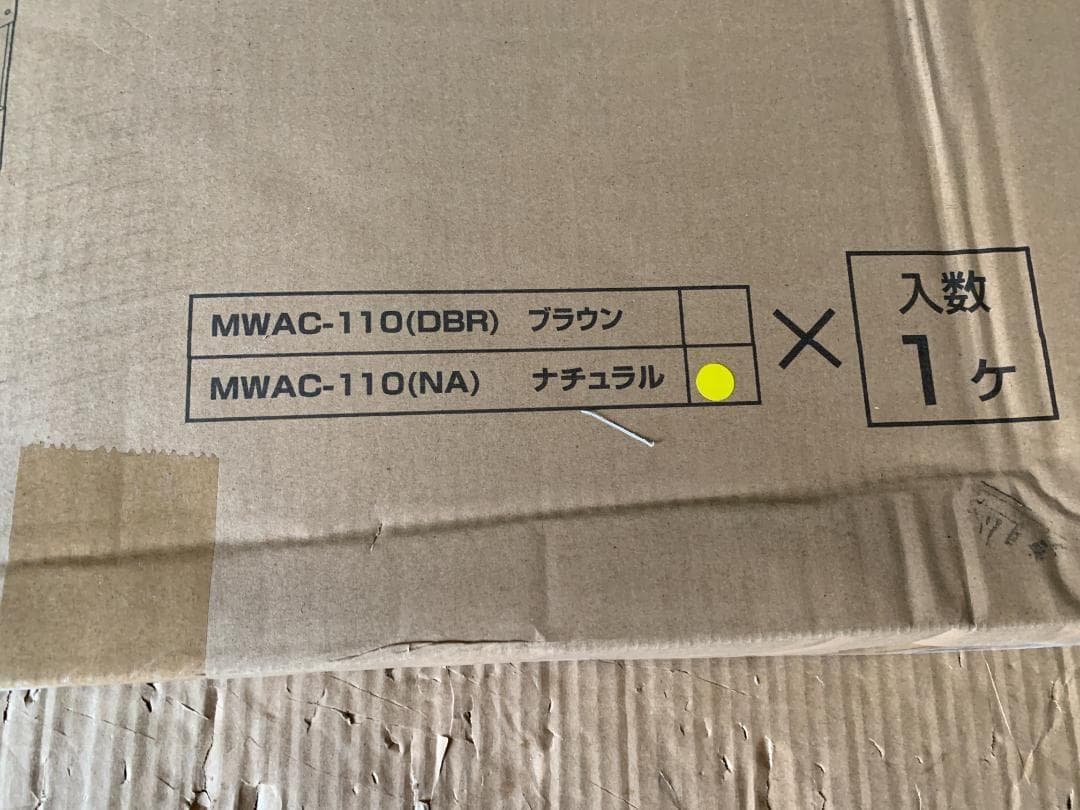 MWAC-110(DBR) ブラウン
MWAC-110(NA) ナチュラル
×
入数
1ケ